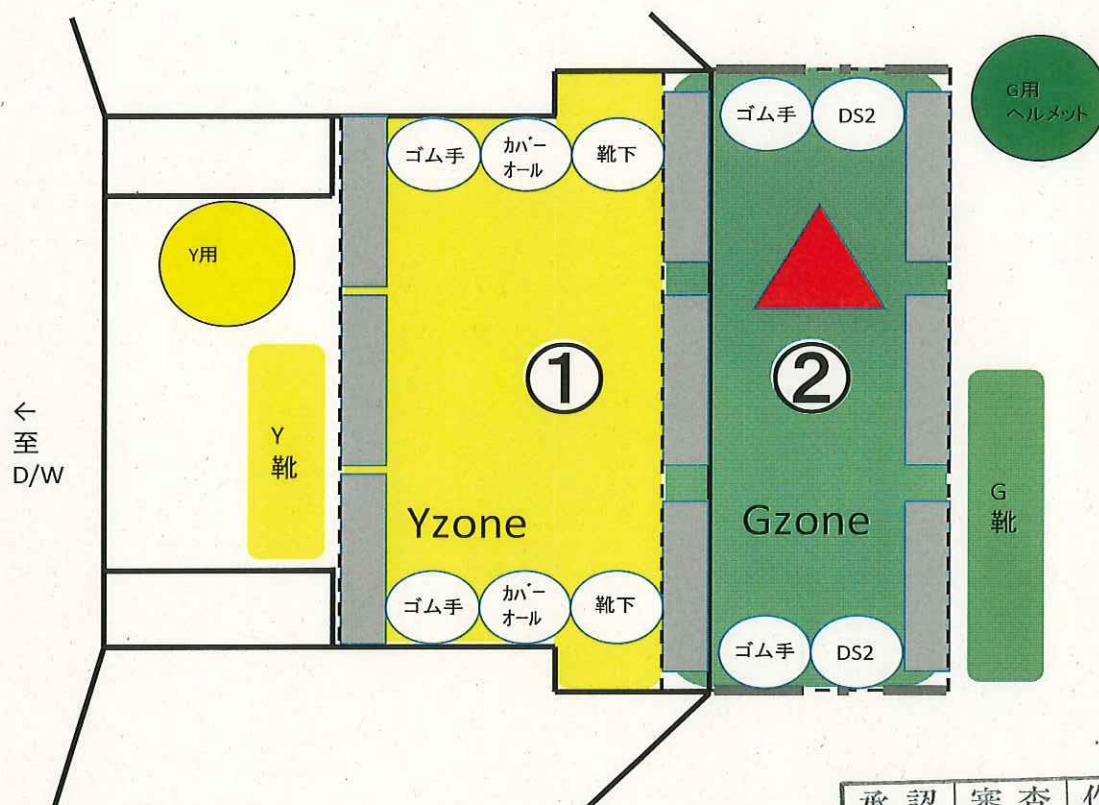 G用
ヘルメット
ゴム手
カバー
オール
靴下
ゴム手
DS2
Y用
①
②
←
至
D/W
Y
靴
G
靴
Yzone
Gzone
ゴム手
カバー
オール
靴下
ゴム手
DS2
承認
審査